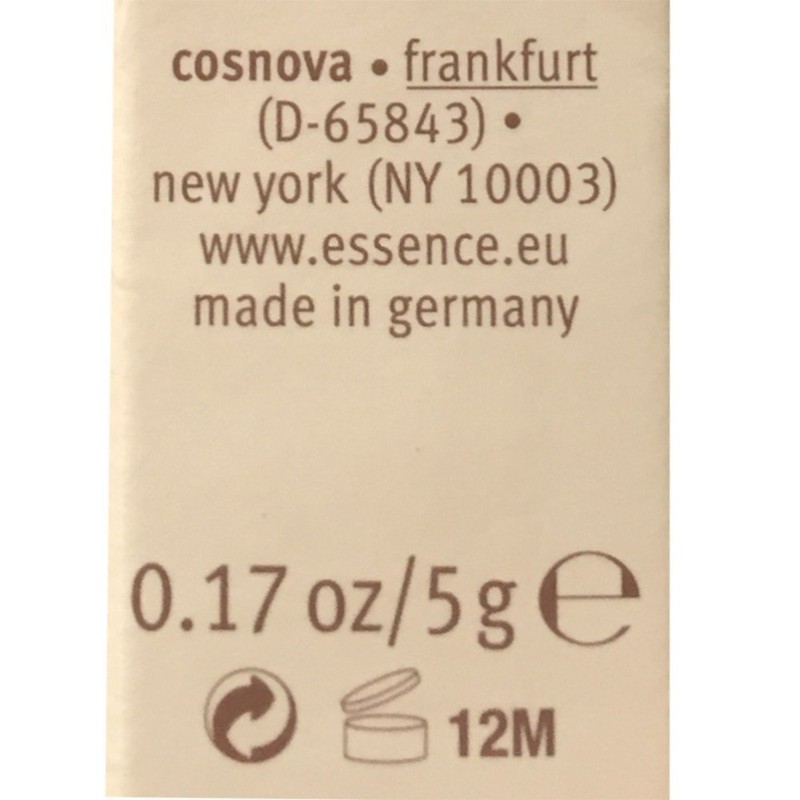 cosnova • frankfurt
(D-65843) •
new york (NY 10003)
www.essence.eu
made in germany
0.17 oz/5g ℮
12M